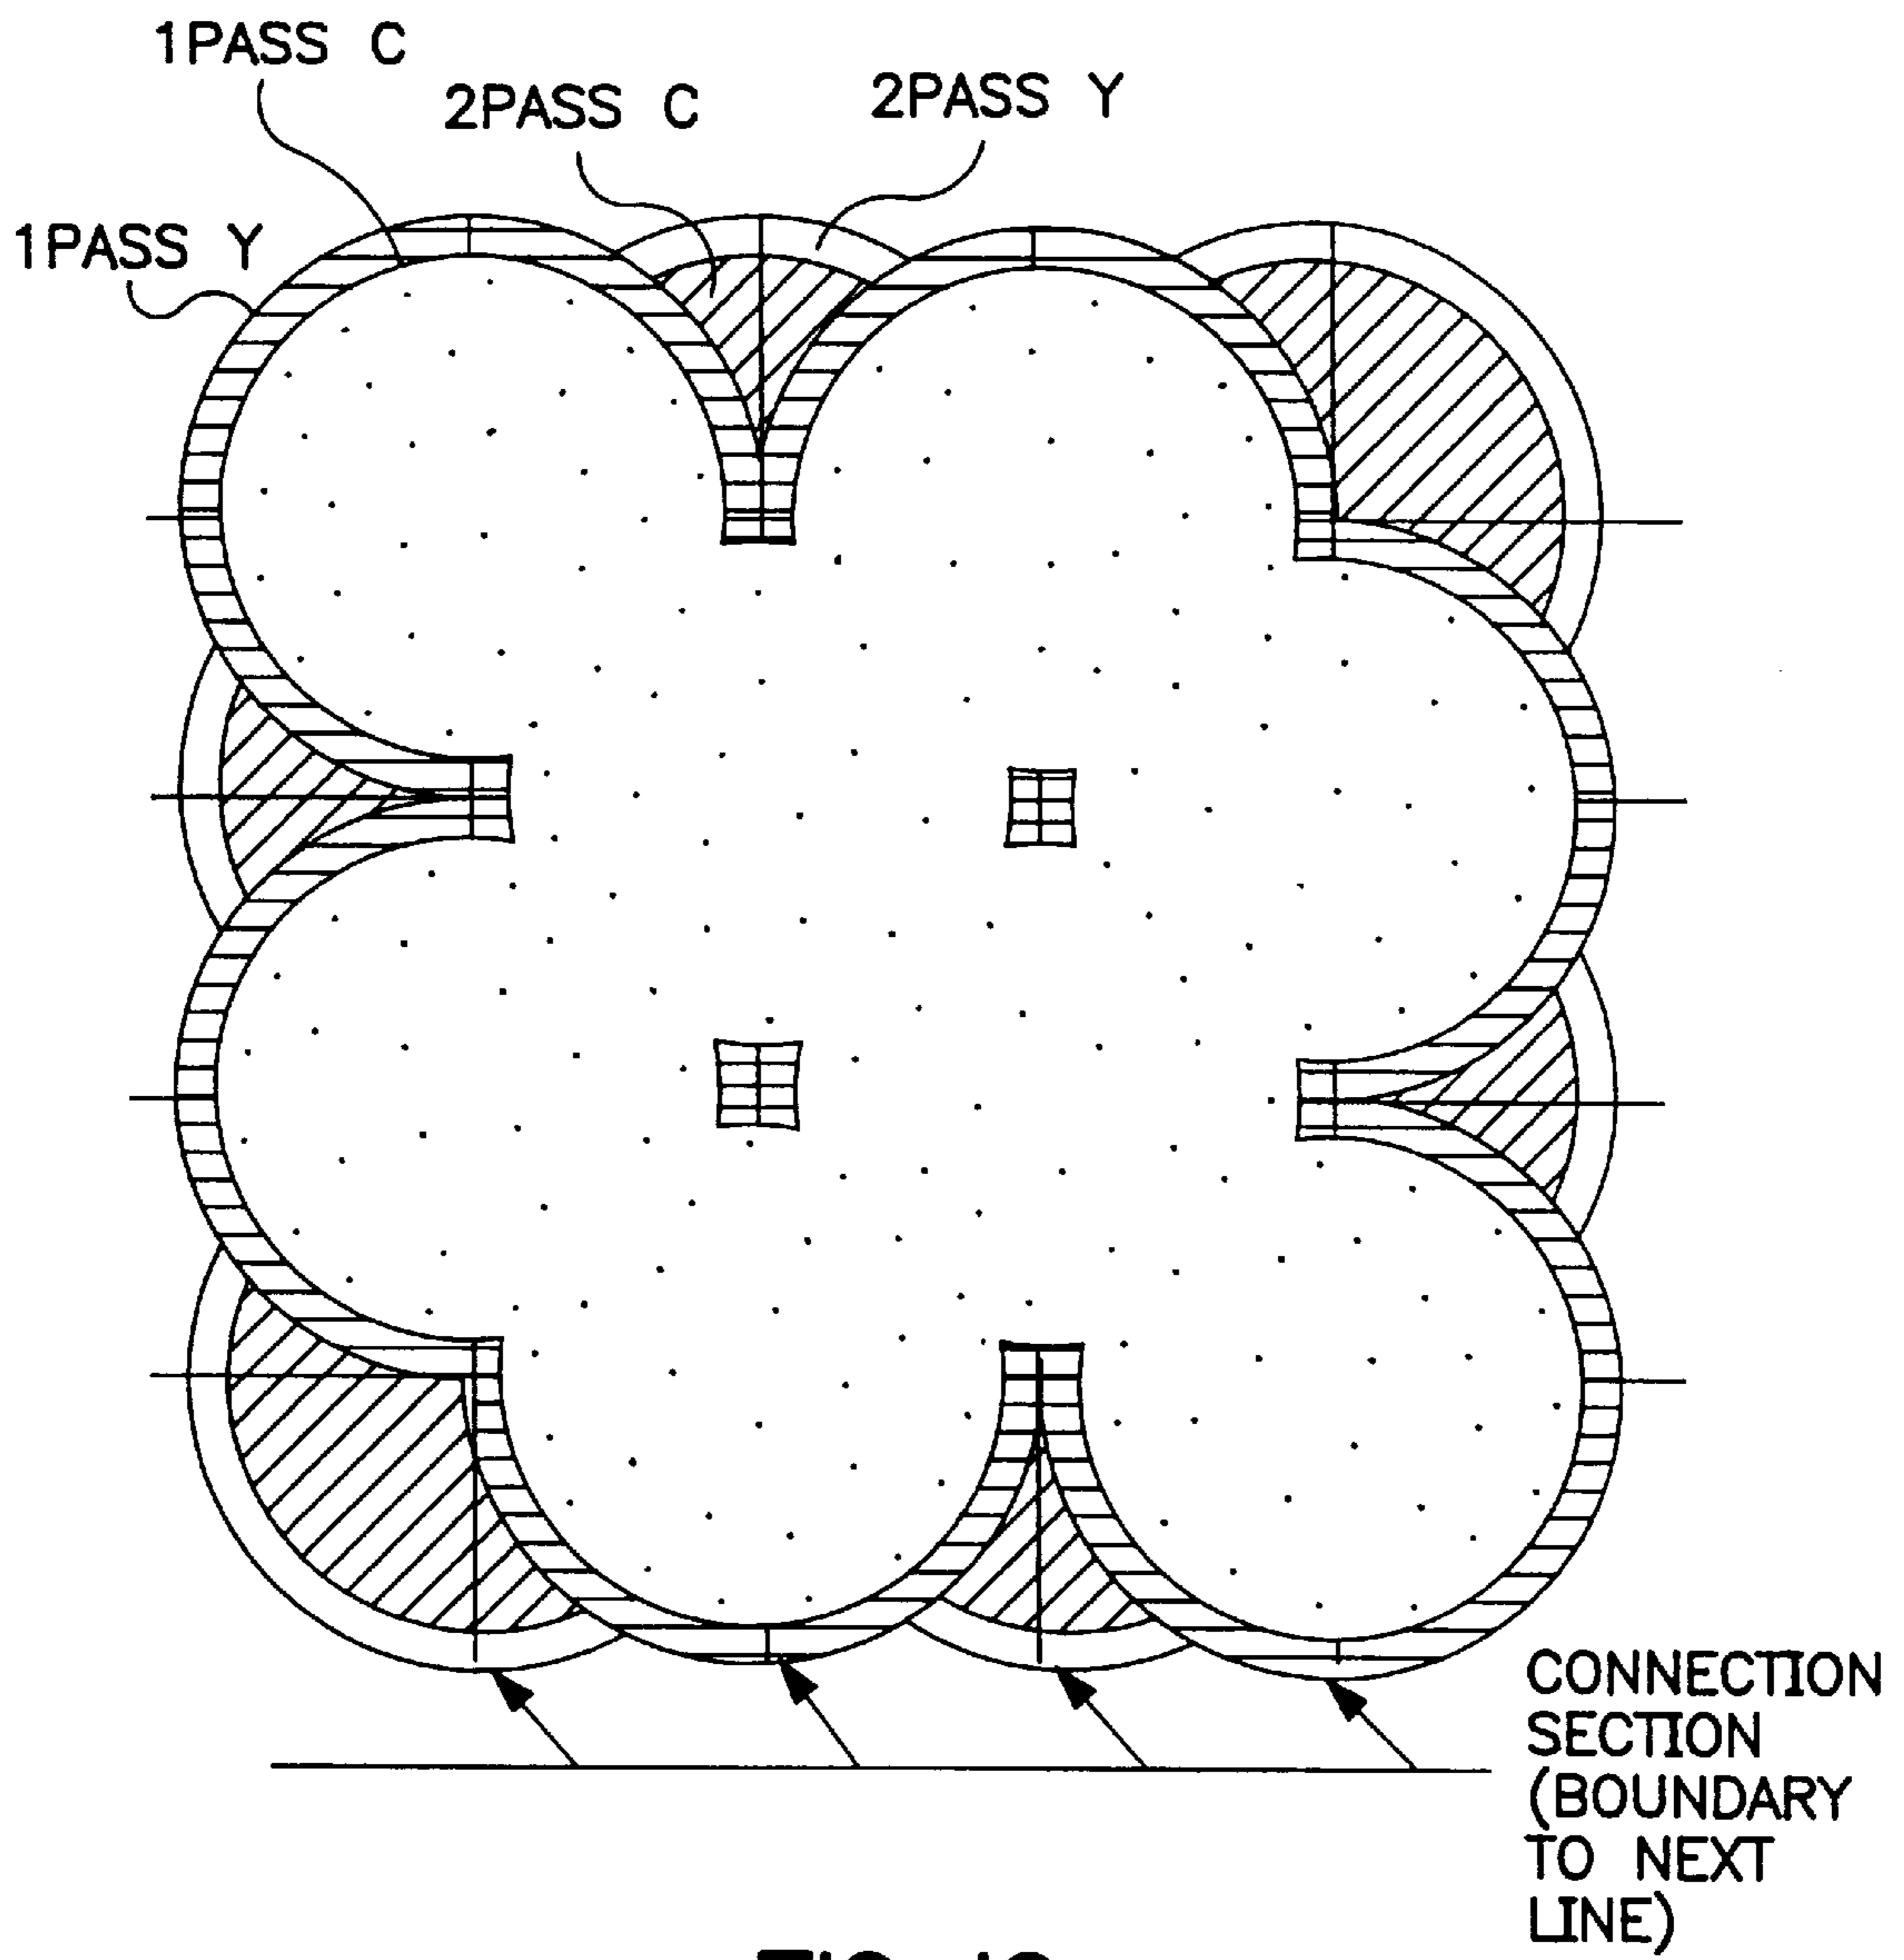 1PASS C
2PASS C
2PASS Y
1PASS Y
CONNECTION
SECTION
(BOUNDARY
TO NEXT
LINE)